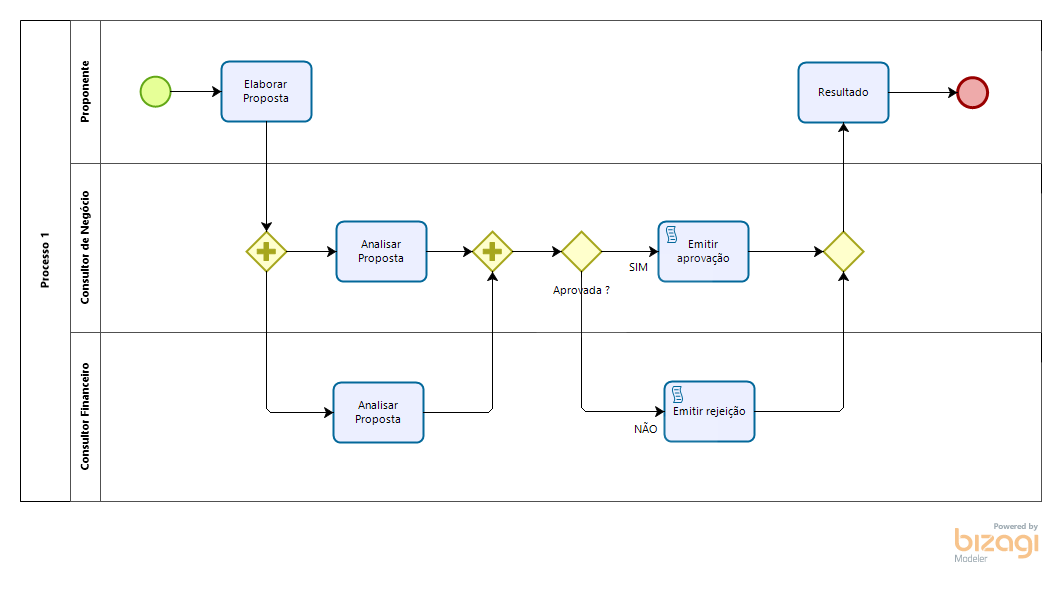 Processo 1
Proponente
Elaborar
Proposta
Resultado
Consultor de Negócio
Analisar
Proposta
Aprovada ?
SIM
Emitir
aprovação
Consultor Financeiro
Analisar
Proposta
NÃO
Emitir rejeição
Powered by
bizagi
Modeler